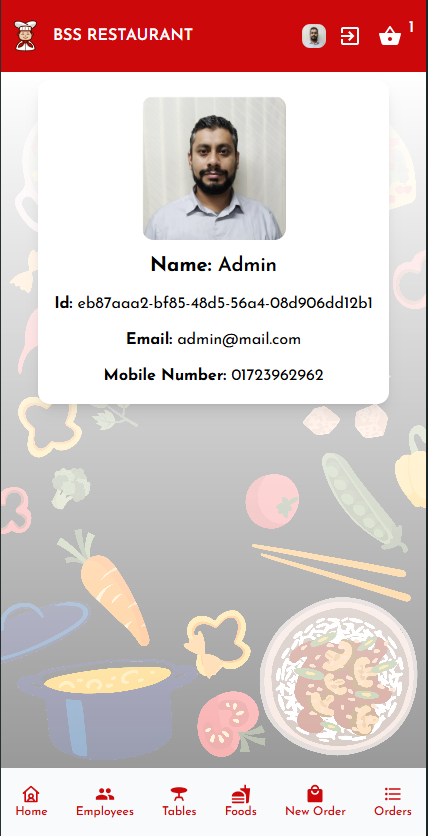 BSS RESTAURANT
1
Name: Admin
Id: eb87aaa2-bf85-48d5-56a4-08d906dd12b1
Email: admin@mail.com
Mobile Number: 01723962962
Home Employees Tables Foods New Order Orders